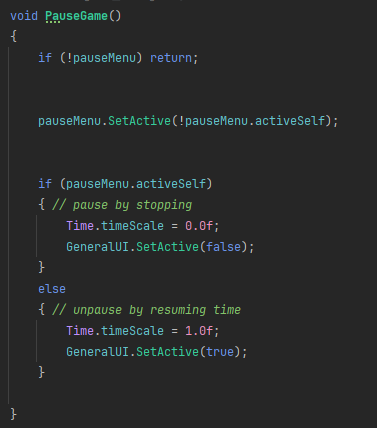 void PauseGame()
{
    if (!pauseMenu) return;
    pauseMenu.SetActive(!pauseMenu.activeSelf);
    if (pauseMenu.activeSelf)
    { // pause by stopping
        Time.timeScale = 0.0f;
        GeneralUI.SetActive(false);
    }
    else
    { // unpause by resuming time
        Time.timeScale = 1.0f;
        GeneralUI.SetActive(true);
    }
}